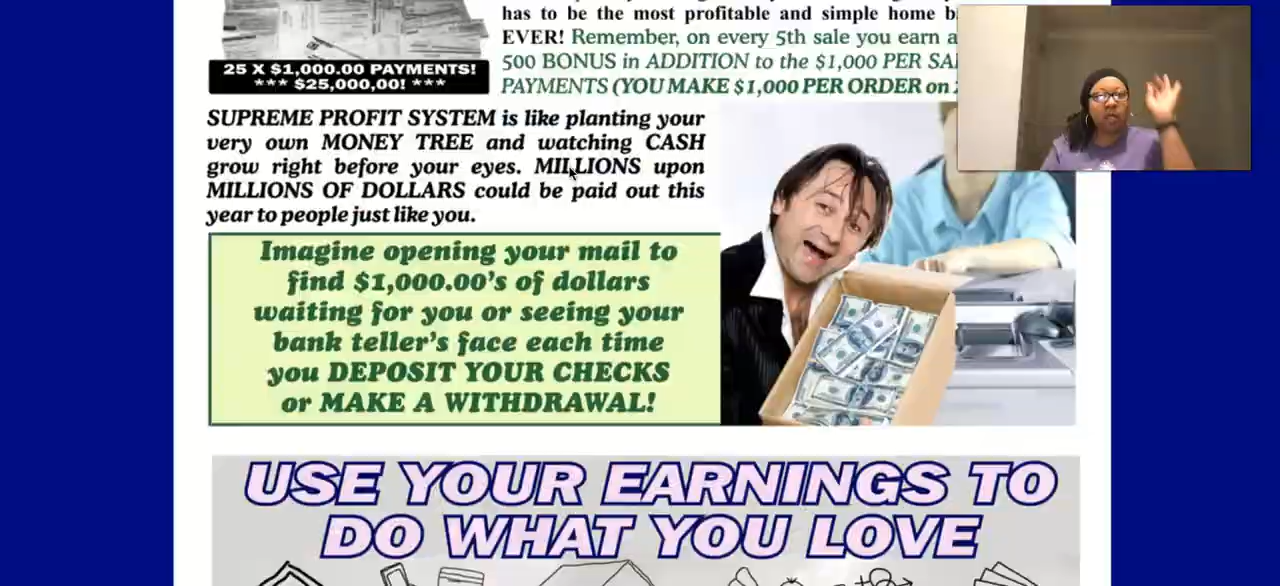 has to be the most profitable and simple home
EVER! Remember, on every 5th sale you earn a
25 X $1,000.00 PAYMENTS!
*** $25,000,00! ***
500 BONUS in ADDITION to the $1,000 PER
PAYMENTS (YOU MAKE $1,000 PER ORDER on
SUPREME PROFIT SYSTEM is like planting your
very own MONEY TREE and watching CASH
grow right before your eyes. MILLIONS upon
MILLIONS OF DOLLARS could be paid out this
year to people just like you.
Imagine opening your mail to
find $1,000.00's of dollars
waiting for you or seeing your
bank teller's face each time
you DEPOSIT YOUR CHECKS
or MAKE A WITHDRAWAL!
USE YOUR EARNINGS TO
DO WHAT YOU LOVE